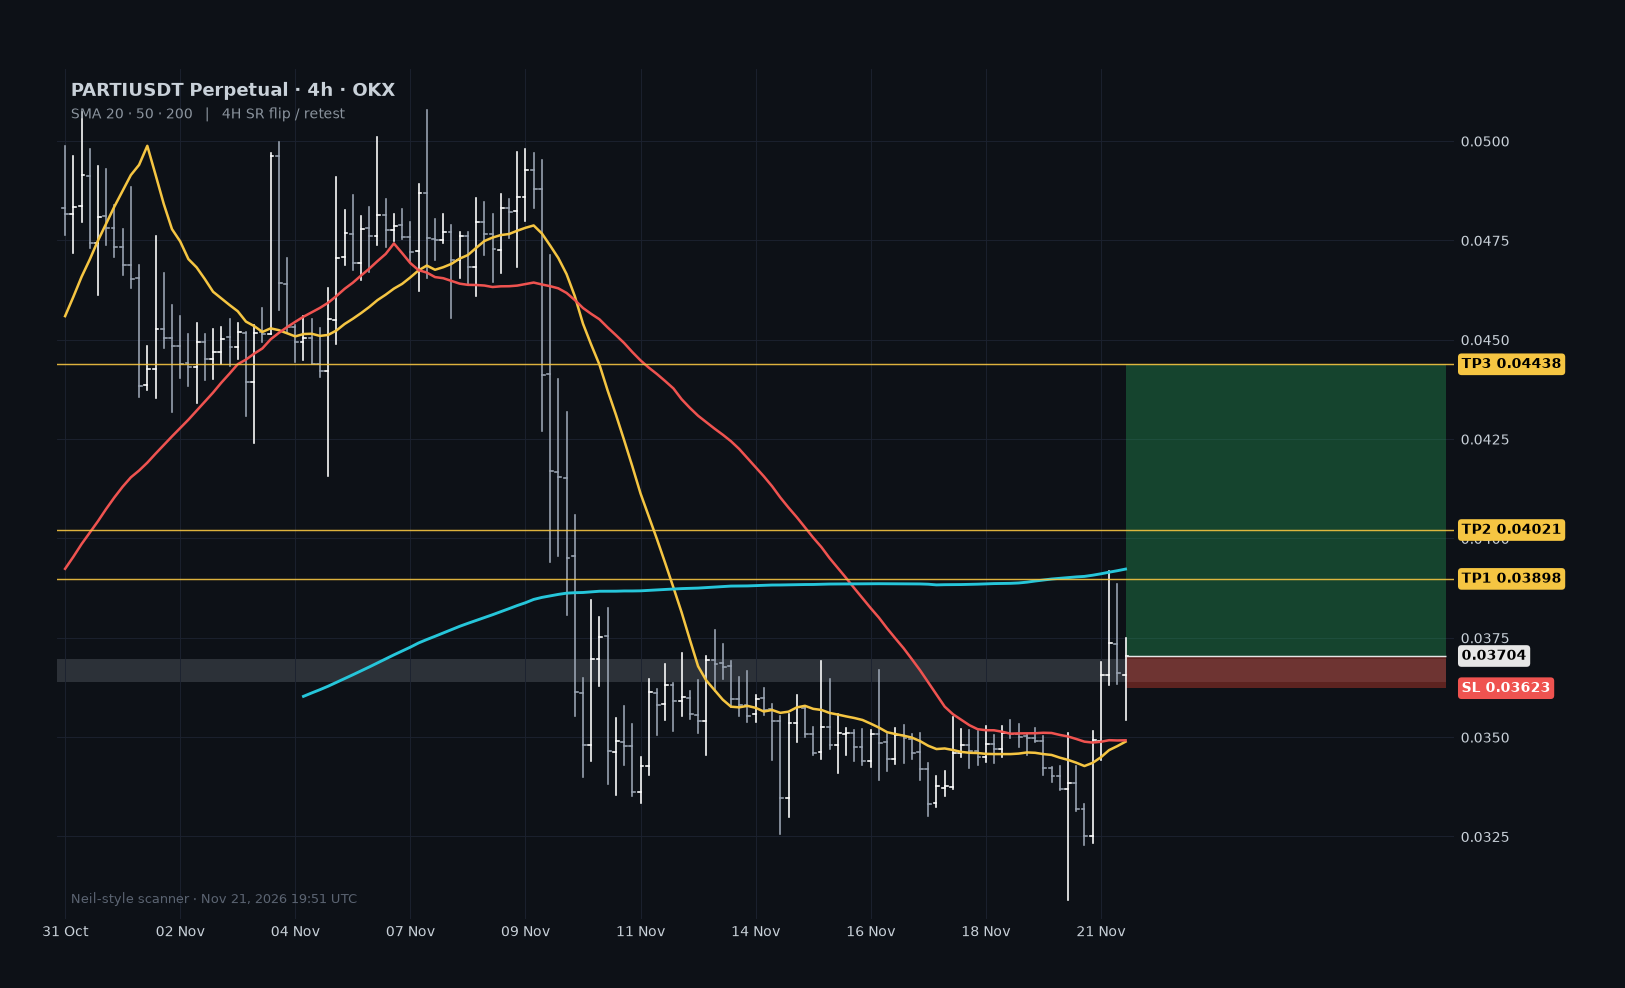 PARTIUSDT Perpetual · 4h · OKX
SMA 20 · 50 · 200 | 4H SR flip / retest
0.0500
0.0475
0.0450
TP3 0.04438
0.0425
TP2 0.04021
0.0400
TP1 0.03898
0.0375
0.03704
SL 0.03623
0.0350
0.0325
Neil-style scanner · Nov 21, 2026 19:51 UTC
31 Oct 02 Nov 04 Nov 07 Nov 09 Nov 11 Nov 14 Nov 16 Nov 18 Nov 21 Nov